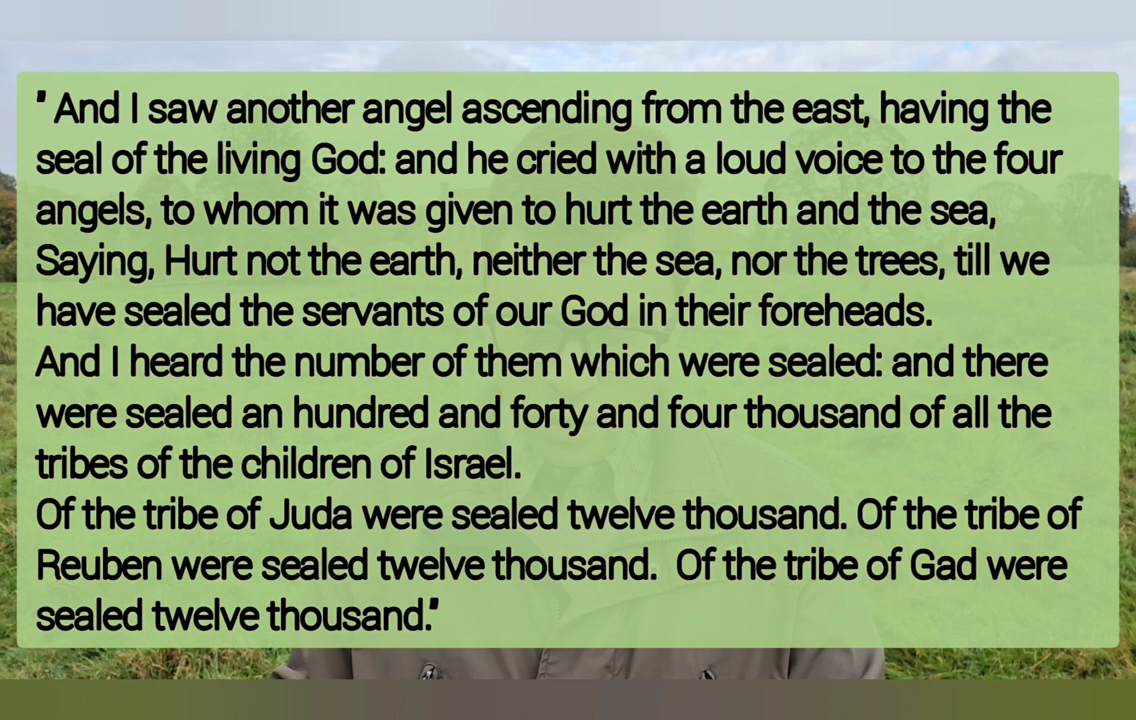 " And I saw another angel ascending from the east, having the
seal of the living God: and he cried with a loud voice to the four
angels, to whom it was given to hurt the earth and the sea,
Saying, Hurt not the earth, neither the sea, nor the trees, till we
have sealed the servants of our God in their foreheads.
And I heard the number of them which were sealed: and there
were sealed an hundred and forty and four thousand of all the
tribes of the children of Israel.
Of the tribe of Juda were sealed twelve thousand. Of the tribe of
Reuben were sealed twelve thousand.  Of the tribe of Gad were
sealed twelve thousand."